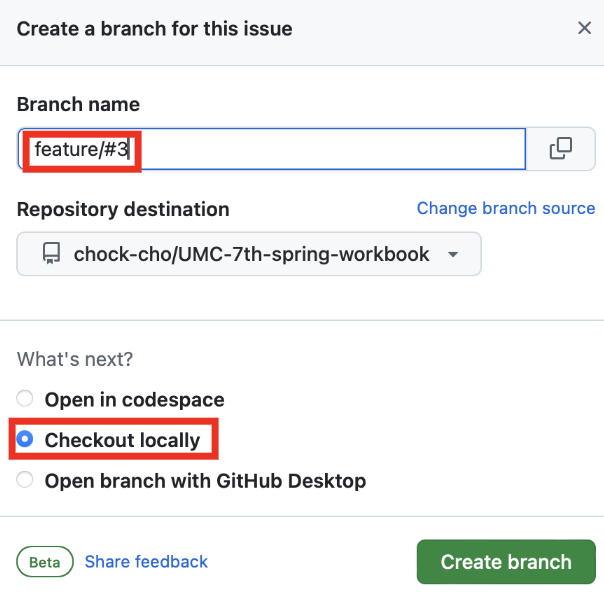 Create a branch for this issue
Branch name
feature/#3
Repository destination
Change branch source
chock-cho/UMC-7th-spring-workbook
What's next?
Open in codespace
Checkout locally
Open branch with GitHub Desktop
Beta
Share feedback
Create branch